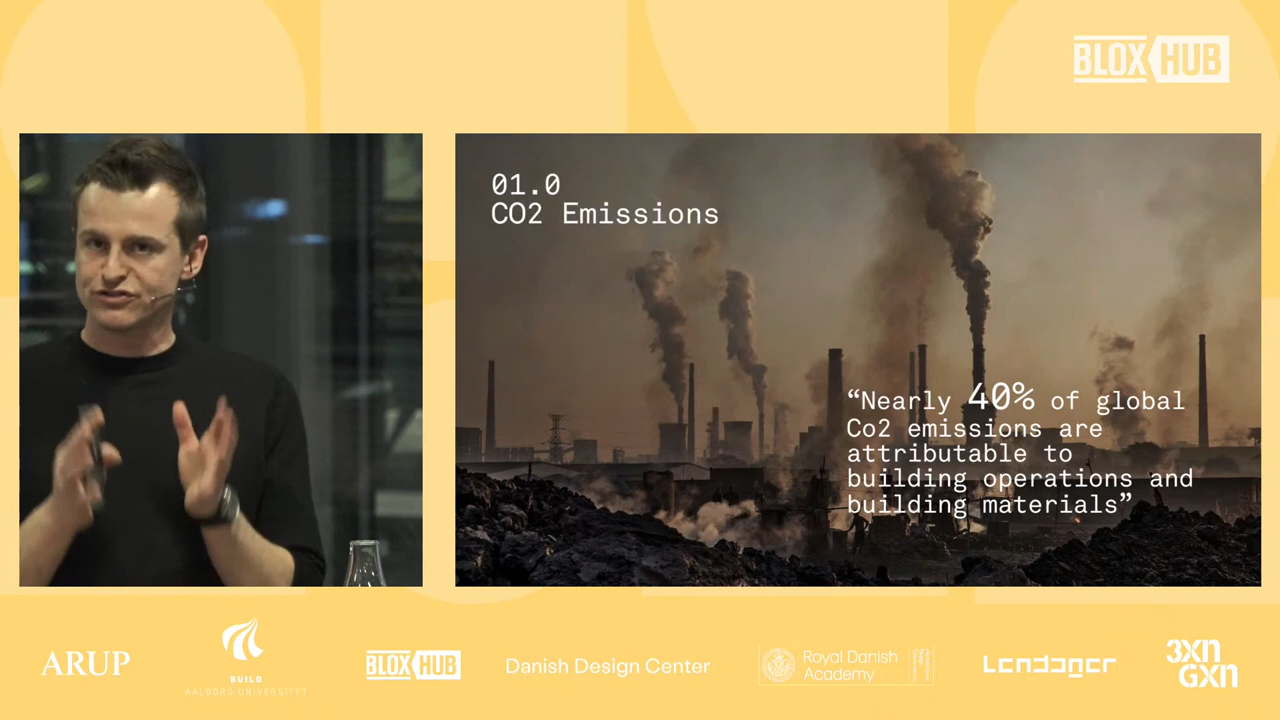 BLOX HUB
01.0
CO2 Emissions
“Nearly 40% of global
Co2 emissions are
attributable to
building operations and
building materials”
ARUP
BUILD
AALBORG UNIVERSITET
BLOX HUB
Danish Design Center
Royal Danish
Academy
Lendager
3XN
GXN